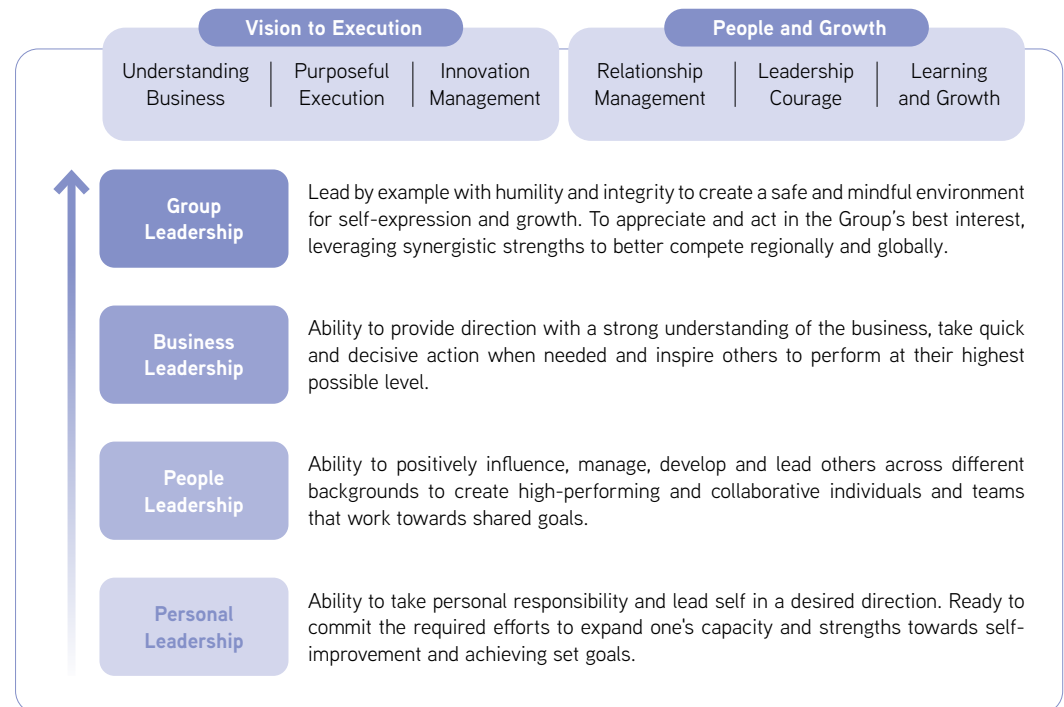 Vision to Execution
Understanding
Business
Purposeful
Execution
Innovation
Management
People and Growth
Relationship
Management
Leadership
Courage
Learning
and Growth
Group
Leadership
Lead by example with humility and integrity to create a safe and mindful environment
for self-expression and growth. To appreciate and act in the Group's best interest,
leveraging synergistic strengths to better compete regionally and globally.
Business
Leadership
Ability to provide direction with a strong understanding of the business, take quick
and decisive action when needed and inspire others to perform at their highest
possible level.
People
Leadership
Ability to positively influence, manage, develop and lead others across different
backgrounds to create high-performing and collaborative individuals and teams
that work towards shared goals.
Personal
Leadership
Ability to take personal responsibility and lead self in a desired direction. Ready to
commit the required efforts to expand one's capacity and strengths towards self-
improvement and achieving set goals.